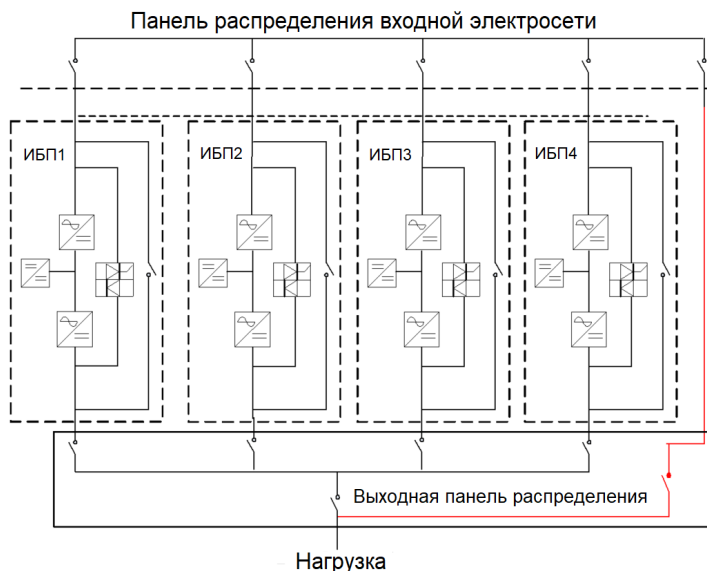 Панель распределения входной электросети
ИБП1
ИБП2
ИБП3
ИБП4
Выходная панель распределения
Нагрузка